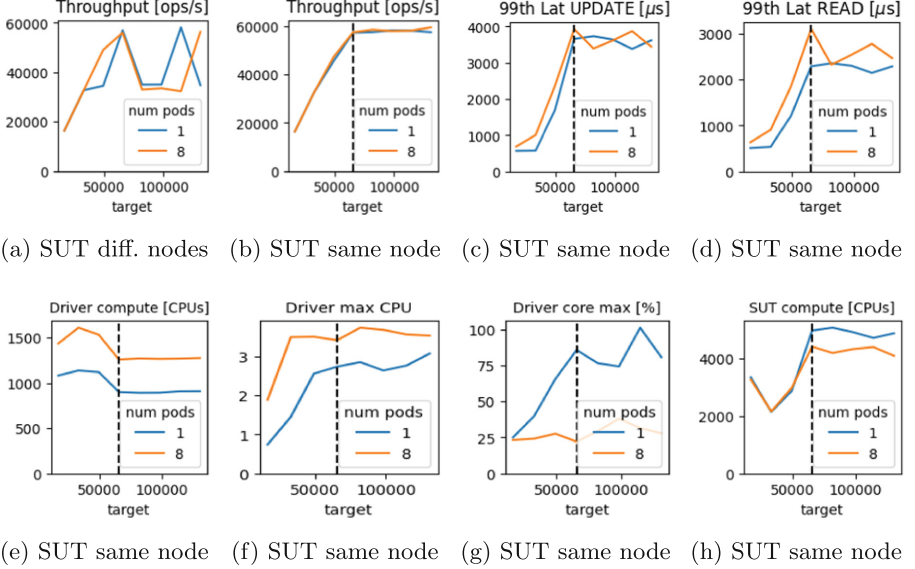 Throughput [ops/s]
60000
40000
20000
0
num pods
1
8
50000 100000
target
(a) SUT diff. nodes
Throughput [ops/s]
60000
40000
20000
0
num pods
1
8
50000 100000
target
(b) SUT same node
99th Lat UPDATE [μs]
4000
3000
2000
1000
0
num pods
1
8
50000 100000
target
(c) SUT same node
99th Lat READ [μs]
3000
2000
1000
0
num pods
1
8
50000 100000
target
(d) SUT same node
Driver compute [CPUs]
1500
1000
500
0
num pods
1
8
50000 100000
target
(e) SUT same node
Driver max CPU
3
2
1
0
num pods
1
8
50000 100000
target
(f) SUT same node
Driver core max [%]
100
75
50
25
0
num pods
1
8
50000 100000
target
(g) SUT same node
SUT compute [CPUs]
4000
2000
0
num pods
1
8
50000 100000
target
(h) SUT same node